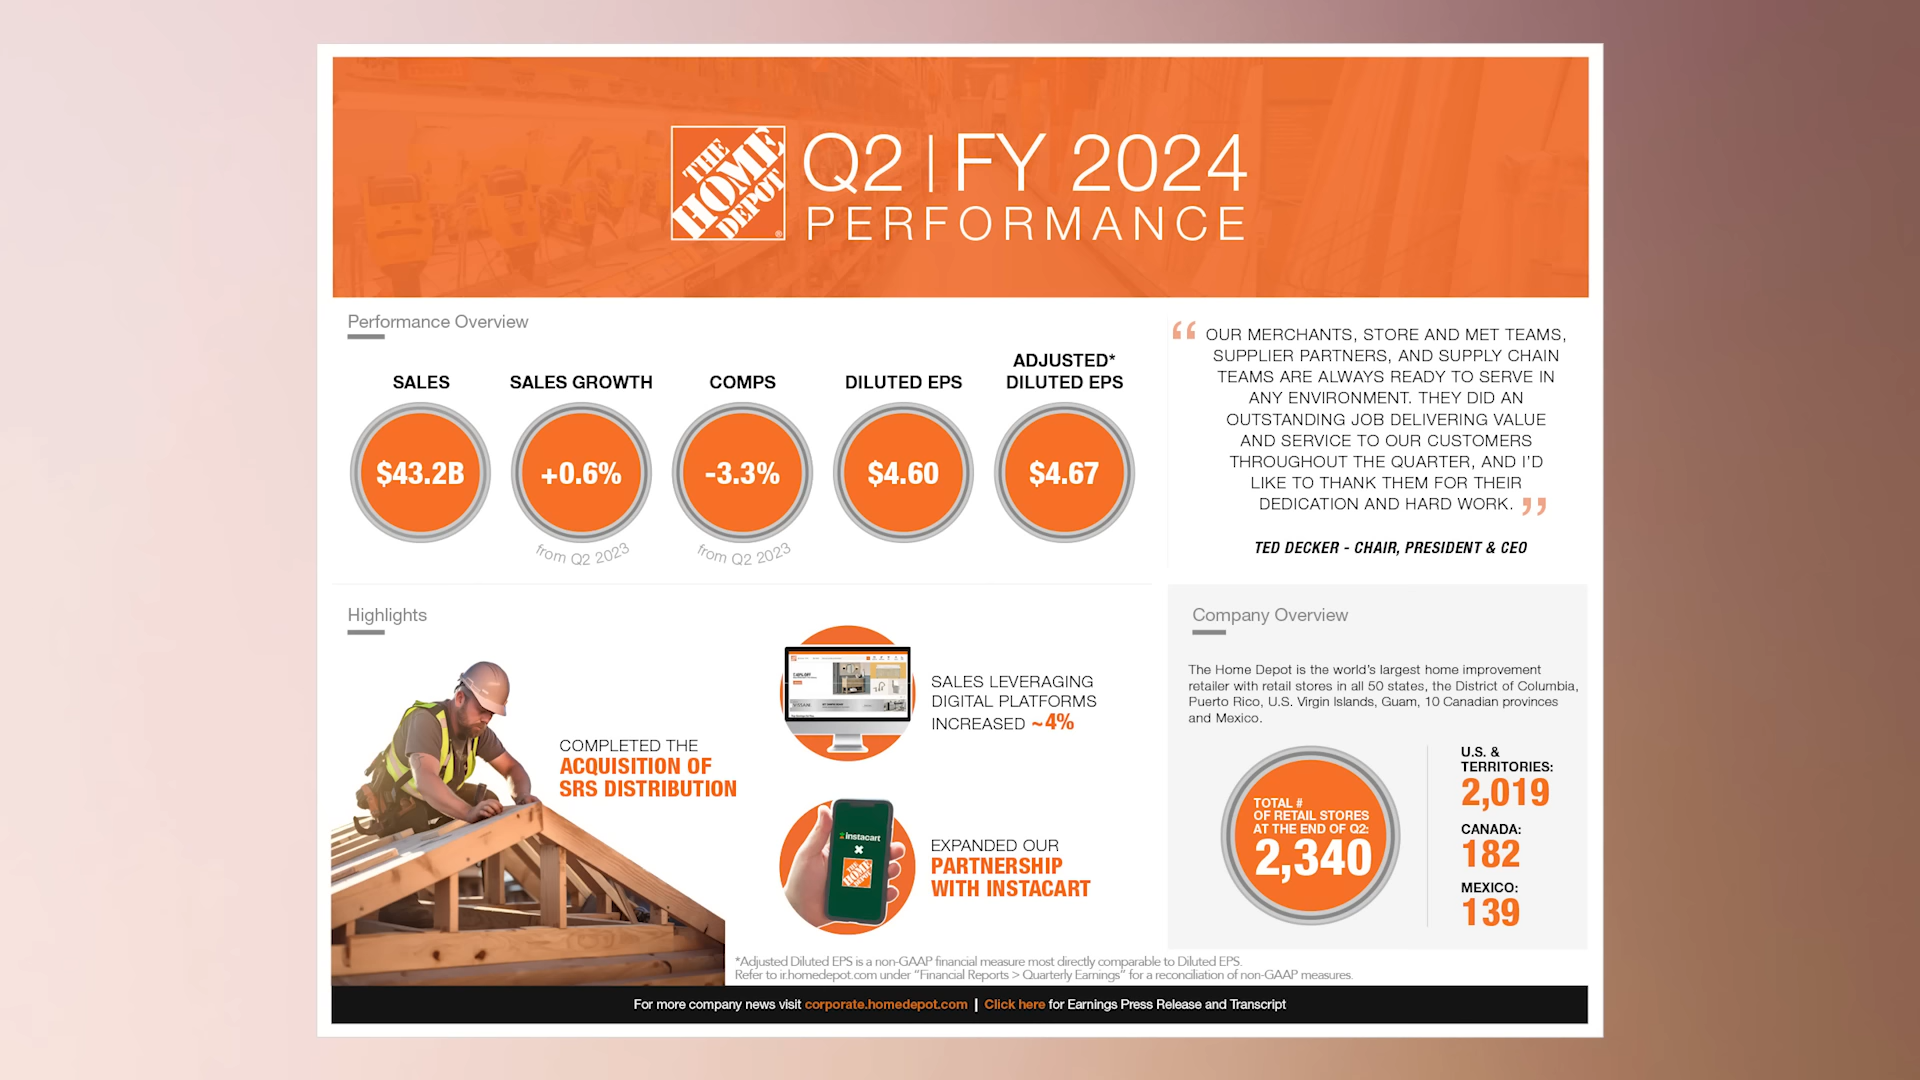 THE
HOME
DEPOT
Q2 | FY 2024
PERFORMANCE
Performance Overview
SALES
$43.2B
SALES GROWTH
+0.6%
from Q2 2023
COMPS
-3.3%
from Q2 2023
DILUTED EPS
$4.60
ADJUSTED*
DILUTED EPS
$4.67
“ OUR MERCHANTS, STORE AND MET TEAMS,
SUPPLIER PARTNERS, AND SUPPLY CHAIN
TEAMS ARE ALWAYS READY TO SERVE IN
ANY ENVIRONMENT. THEY DID AN
OUTSTANDING JOB DELIVERING VALUE
AND SERVICE TO OUR CUSTOMERS
THROUGHOUT THE QUARTER, AND I’D
LIKE TO THANK THEM FOR THEIR
DEDICATION AND HARD WORK. ”
TED DECKER - CHAIR, PRESIDENT & CEO
Highlights
COMPLETED THE
ACQUISITION OF
SRS DISTRIBUTION
SALES LEVERAGING
DIGITAL PLATFORMS
INCREASED ~4%
instacart
THE
HOME
DEPOT
EXPANDED OUR
PARTNERSHIP
WITH INSTACART
Company Overview
The Home Depot is the world’s largest home improvement
retailer with retail stores in all 50 states, the District of Columbia,
Puerto Rico, U.S. Virgin Islands, Guam, 10 Canadian provinces
and Mexico.
TOTAL #
OF RETAIL STORES
AT THE END OF Q2:
2,340
U.S. &
TERRITORIES:
2,019
CANADA:
182
MEXICO:
139
*Adjusted Diluted EPS is a non-GAAP financial measure most directly comparable to Diluted EPS.
Refer to ir.homedepot.com under “Financial Reports > Quarterly Earnings” for a reconciliation of non-GAAP measures.
For more company news visit corporate.homedepot.com | Click here for Earnings Press Release and Transcript